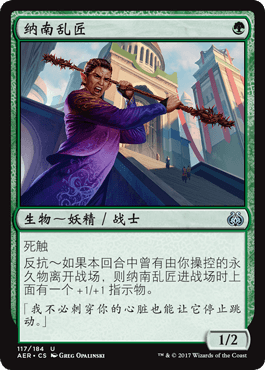 纳南乱匠
生物～妖精／战士
死触
反抗～如果本回合中曾有由你操控的永
久物离开战场，则纳南乱匠进战场时上
面有一个 +1/+1 指示物。
「我不必刺穿你的心脏也能让它停止跳
动。」
1/2
117/184 U
AER • CS Greg Opalinski
™ & © 2017 Wizards of the Coast